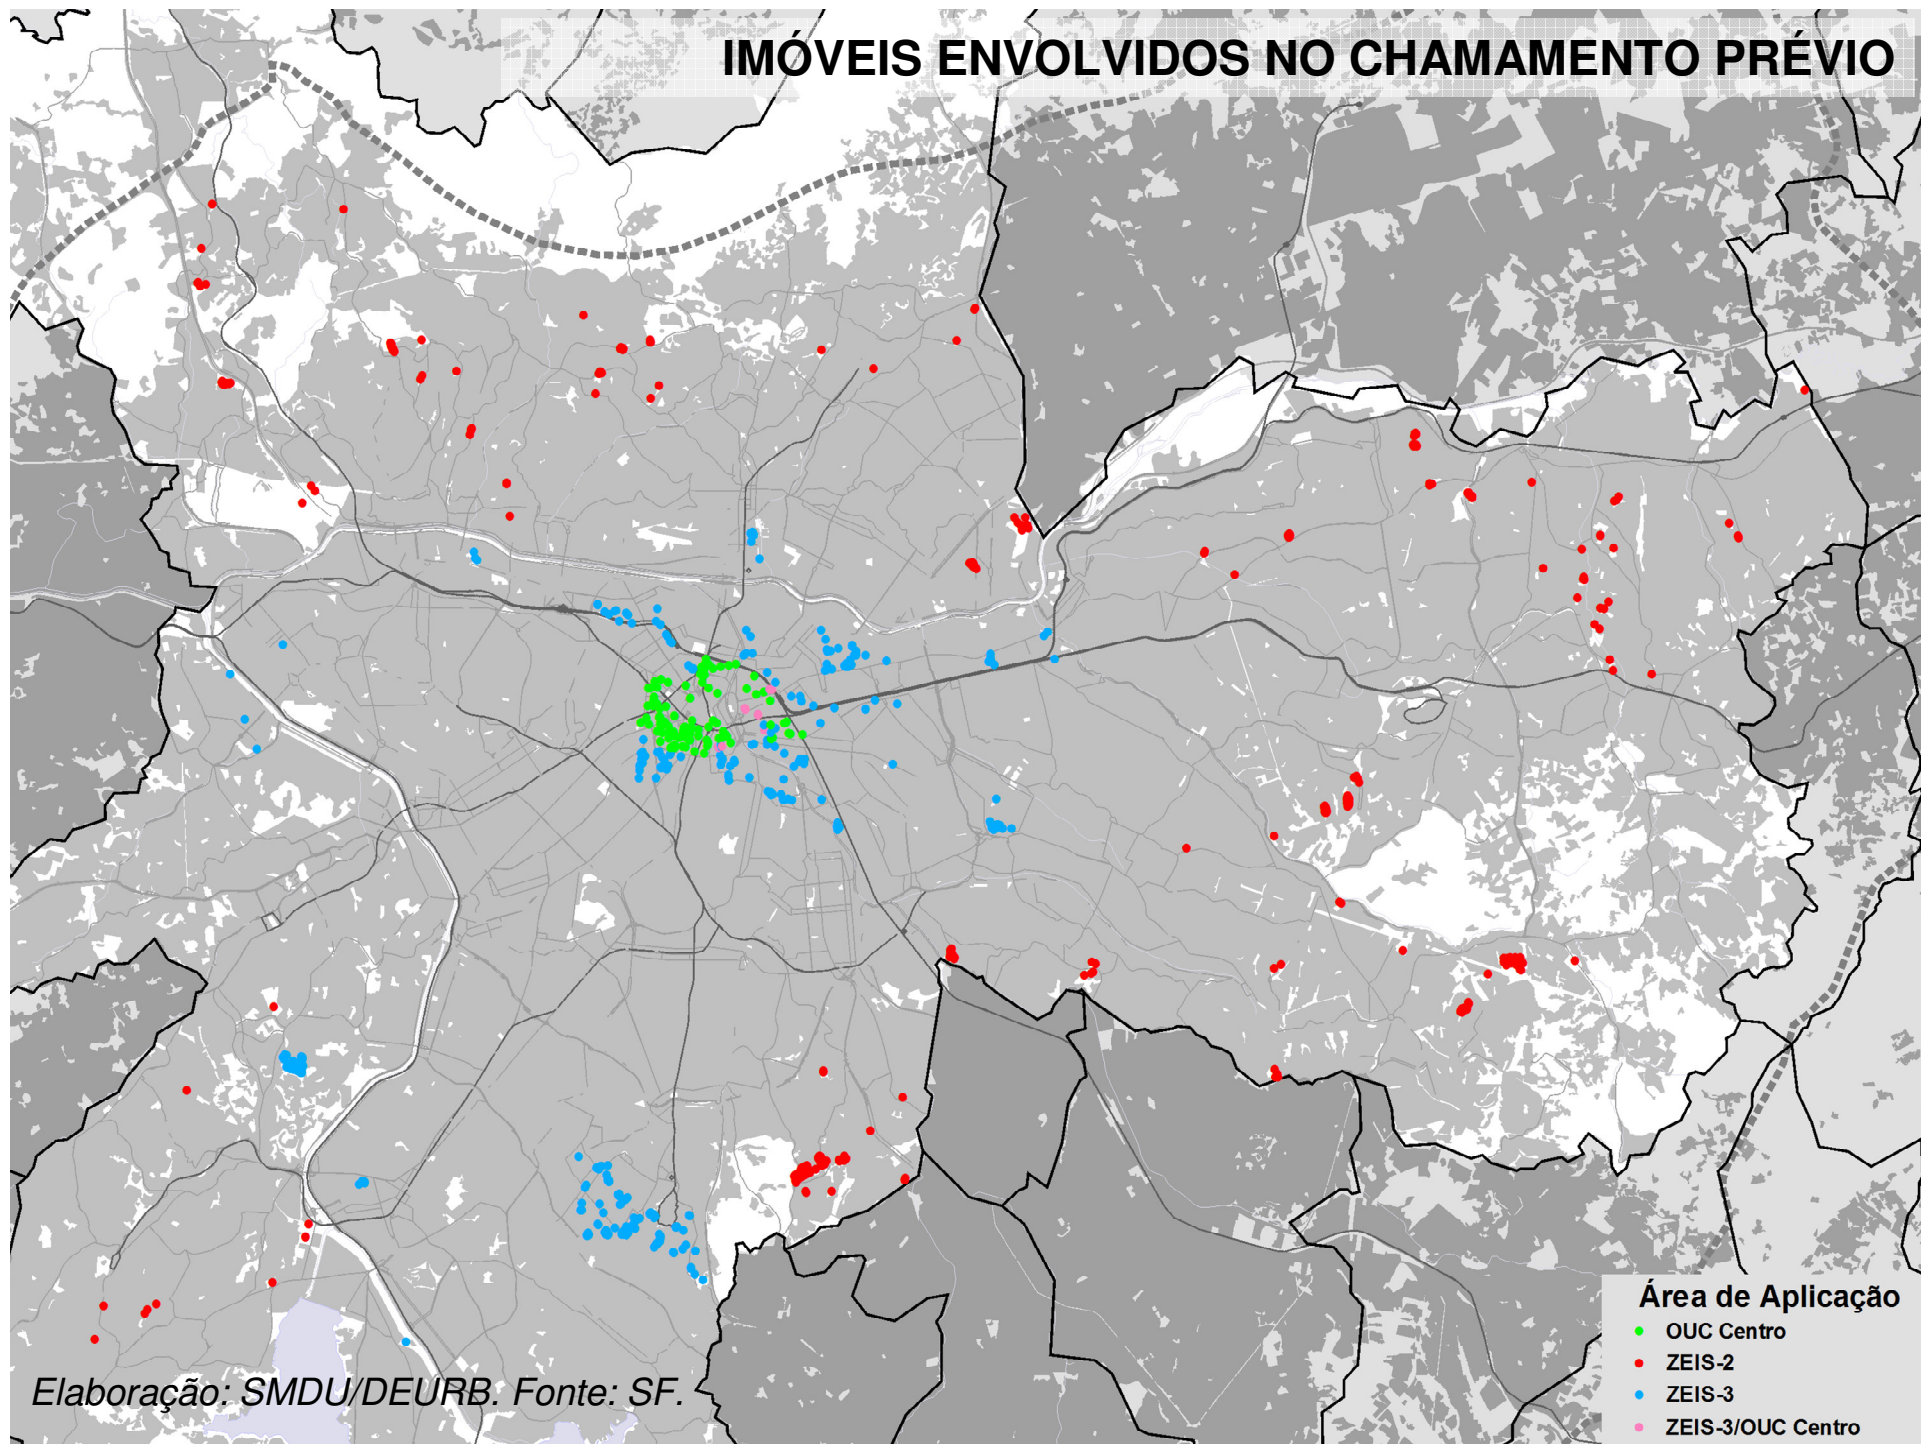 IMÓVEIS ENVOLVIDOS NO CHAMAMENTO PRÉVIO
Área de Aplicação
OUC Centro
ZEIS-2
ZEIS-3
ZEIS-3/OUC Centro
Elaboração: SMDU/DEURB. Fonte: SF.